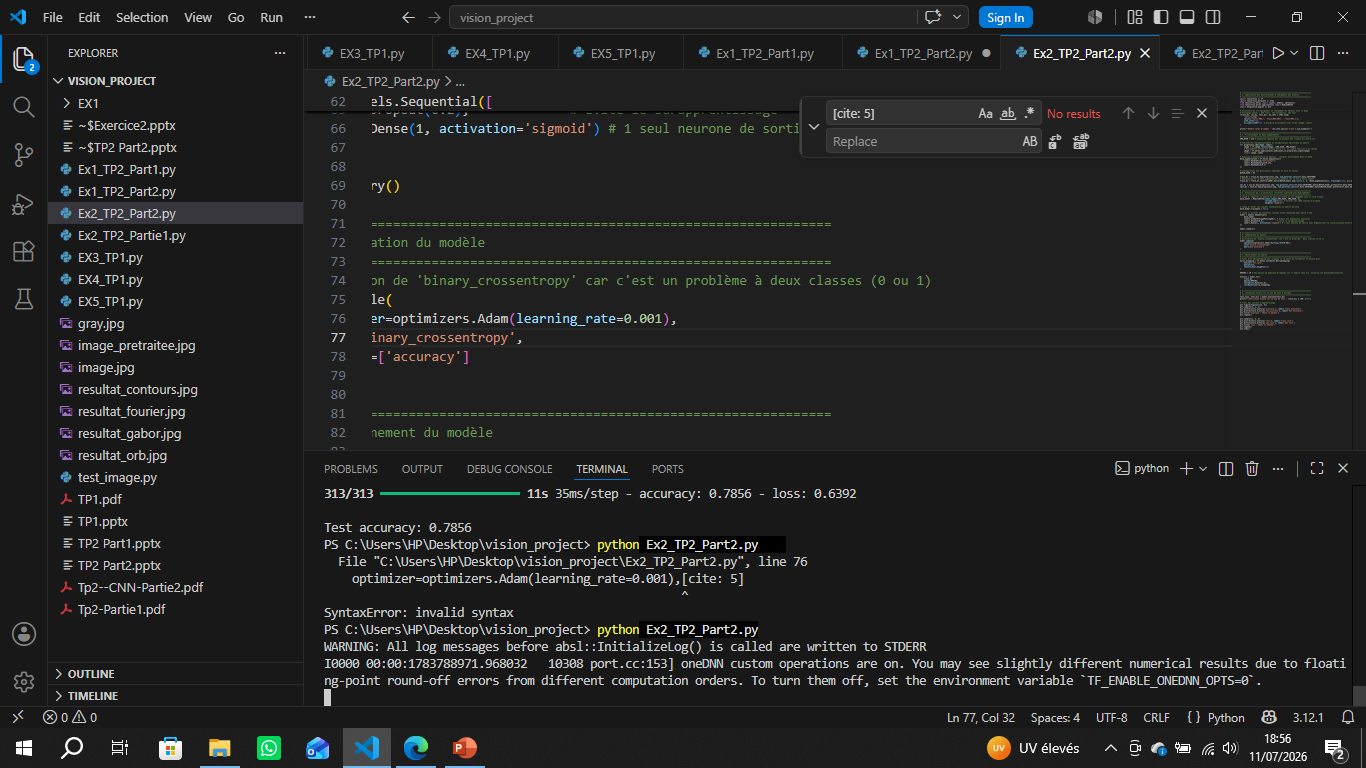 File Edit Selection View Go Run ··· vision_project Sign In
EXPLORER ···
VISION_PROJECT
EX1
~$Exercice2.pptx
~$TP2 Part2.pptx
Ex1_TP2_Part1.py
Ex1_TP2_Part2.py
Ex2_TP2_Part2.py
Ex2_TP2_Partie1.py
EX3_TP1.py
EX4_TP1.py
EX5_TP1.py
gray.jpg
image_pretraitee.jpg
image.jpg
resultat_contours.jpg
resultat_fourier.jpg
resultat_gabor.jpg
resultat_orb.jpg
test_image.py
TP1.pdf
TP1.pptx
TP2 Part1.pptx
TP2 Part2.pptx
Tp2--CNN-Partie2.pdf
Tp2-Partie1.pdf
OUTLINE
TIMELINE
2
EX3_TP1.py EX4_TP1.py EX5_TP1.py Ex1_TP2_Part1.py Ex1_TP2_Part2.py Ex2_TP2_Part2.py Ex2_TP2_Par
Ex2_TP2_Part2.py > ...
[cite: 5] Aa ab .* No results
Replace AB
62 els.Sequential([
66 Dense(1, activation='sigmoid') # 1 seul neurone de sorti
67
68
69 ry()
70
71 =============================================================
72 ation du modèle
73 =============================================================
74 on de 'binary_crossentropy' car c'est un problème à deux classes (0 ou 1)
75 le(
76 er=optimizers.Adam(learning_rate=0.001),
77 inary_crossentropy',
78 =['accuracy']
79
80
81 =============================================================
82 nement du modèle
PROBLEMS OUTPUT DEBUG CONSOLE TERMINAL PORTS python
313/313 11s 35ms/step - accuracy: 0.7856 - loss: 0.6392
Test accuracy: 0.7856
PS C:\Users\HP\Desktop\vision_project> python Ex2_TP2_Part2.py
File "C:\Users\HP\Desktop\vision_project\Ex2_TP2_Part2.py", line 76
optimizer=optimizers.Adam(learning_rate=0.001),[cite: 5]
^
SyntaxError: invalid syntax
PS C:\Users\HP\Desktop\vision_project> python Ex2_TP2_Part2.py
WARNING: All log messages before absl::InitializeLog() is called are written to STDERR
I0000 00:00:1783788971.968032 10308 port.cc:153] oneDNN custom operations are on. You may see slightly different numerical results due to floati
ng-point round-off errors from different computation orders. To turn them off, set the environment variable `TF_ENABLE_ONEDNN_OPTS=0`.
0 0 Ln 77, Col 32 Spaces: 4 UTF-8 CRLF { } Python 3.12.1
UV UV élevés 18:56
11/07/2026
2